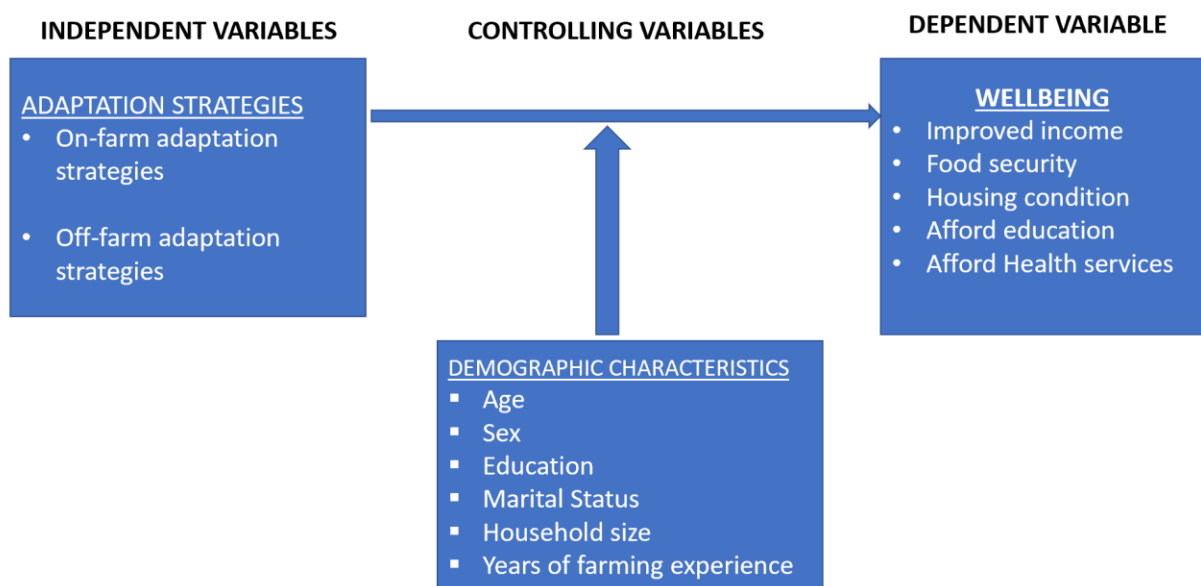 INDEPENDENT VARIABLES
ADAPTATION STRATEGIES
• On-farm adaptation
strategies
• Off-farm adaptation
strategies
CONTROLLING VARIABLES
DEMOGRAPHIC CHARACTERISTICS
▪ Age
▪ Sex
▪ Education
▪ Marital Status
▪ Household size
▪ Years of farming experience
DEPENDENT VARIABLE
WELLBEING
• Improved income
• Food security
• Housing condition
• Afford education
• Afford Health services